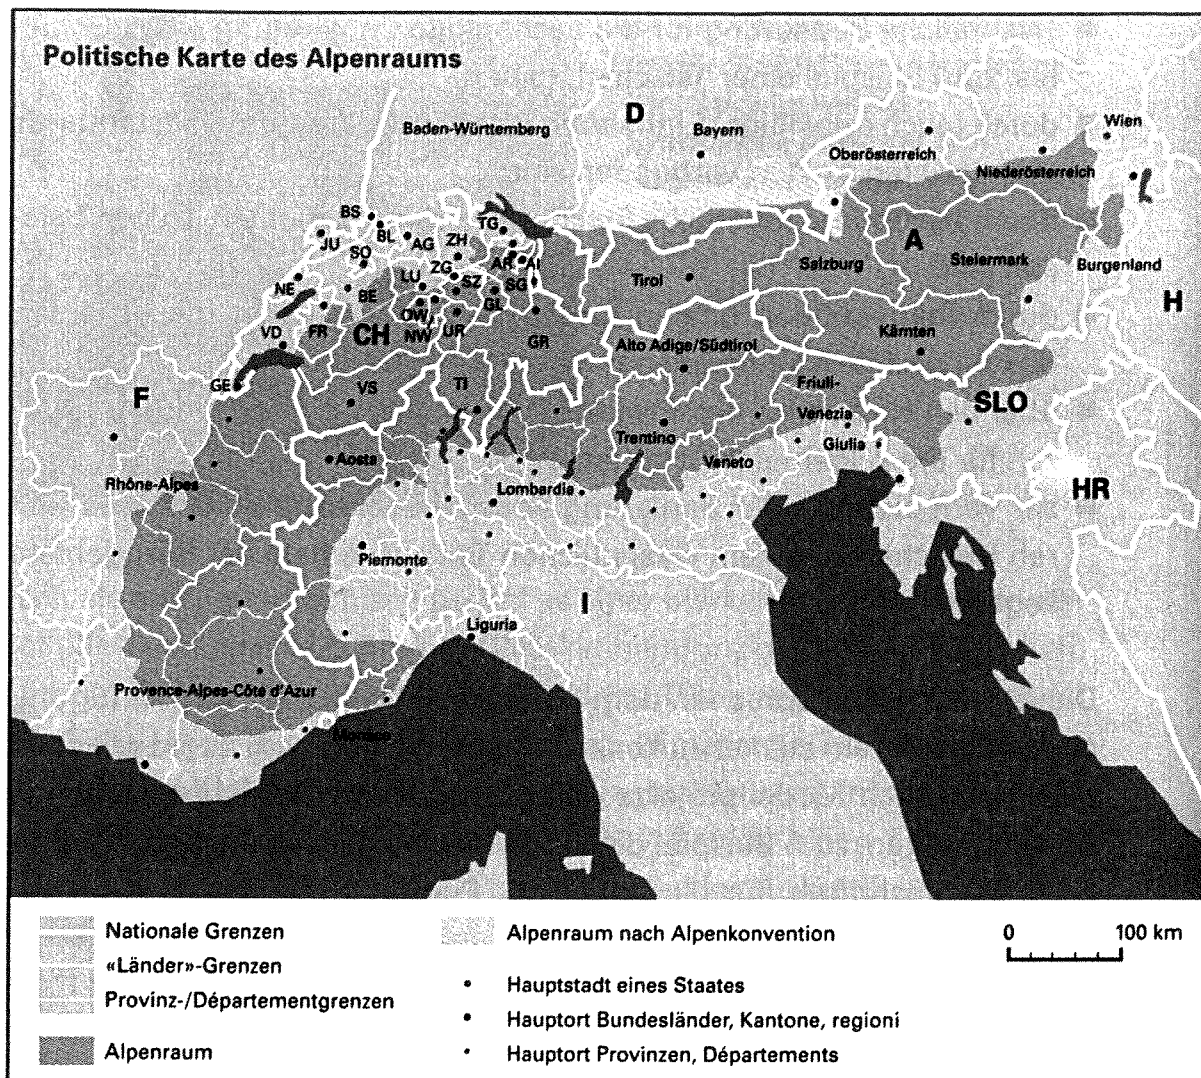 Politische Karte des Alpenraums
D
Baden-Württemberg
Bayern
Wien
Oberösterreich
Niederösterreich
BS
BL
TG
JU
AG
ZH
SO
AR
AI
A
ZG
Salzburg
Steiermark
Burgenland
LU
SZ
SG
Tirol
NE
BE
GL
H
OW
VD
FR
CH
NW
UR
GR
Alto Adige/Südtirol
Kärnten
GE
F
VS
TI
Friuli-
SLO
Venezia
Trentino
Giulia
Aosta
Veneto
Rhône-Alpes
Lombardia
HR
Piemonte
I
Liguria
Provence-Alpes-Côte d'Azur
Monaco
Nationale Grenzen
«Länder»-Grenzen
Provinz-/Départementgrenzen
Alpenraum
Alpenraum nach Alpenkonvention
Hauptstadt eines Staates
Hauptort Bundesländer, Kantone, regioni
Hauptort Provinzen, Départements
0 100 km